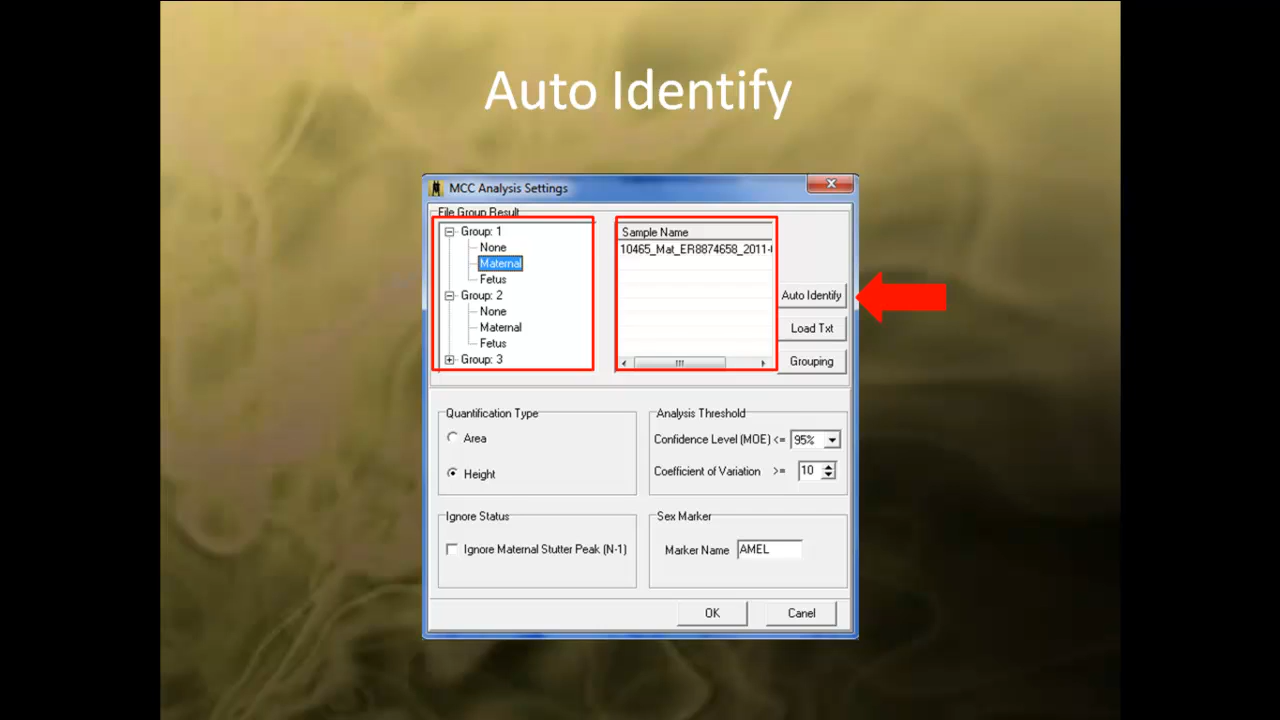 Auto Identify
MCC Analysis Settings
File Group Result
Group: 1
None
Maternal
Fetus
Group: 2
None
Maternal
Fetus
Group: 3
Sample Name
10465_Mat_ER8874658_2011-
Auto Identify
Load Txt
Grouping
Quantification Type
Area
Height
Analysis Threshold
Confidence Level (MOE) <= 95%
Coefficient of Variation >= 10
Ignore Status
Ignore Maternal Stutter Peak (N-1)
Sex Marker
Marker Name AMEL
OK
Canel